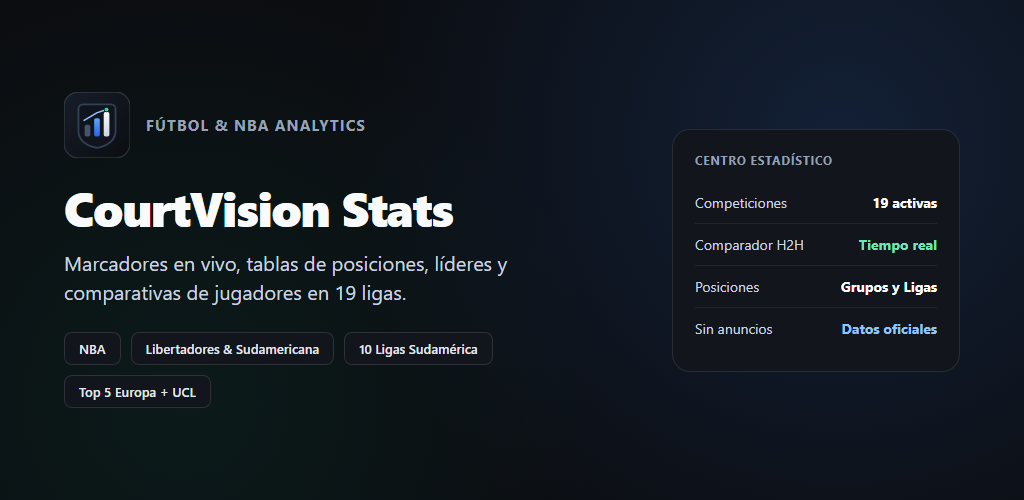 FÚTBOL & NBA ANALYTICS
CourtVision Stats
Marcadores en vivo, tablas de posiciones, líderes y
comparativas de jugadores en 19 ligas.
NBA
Libertadores & Sudamericana
10 Ligas Sudamérica
Top 5 Europa + UCL
CENTRO ESTADÍSTICO
Competiciones 19 activas
Comparador H2H Tiempo real
Posiciones Grupos y Ligas
Sin anuncios Datos oficiales